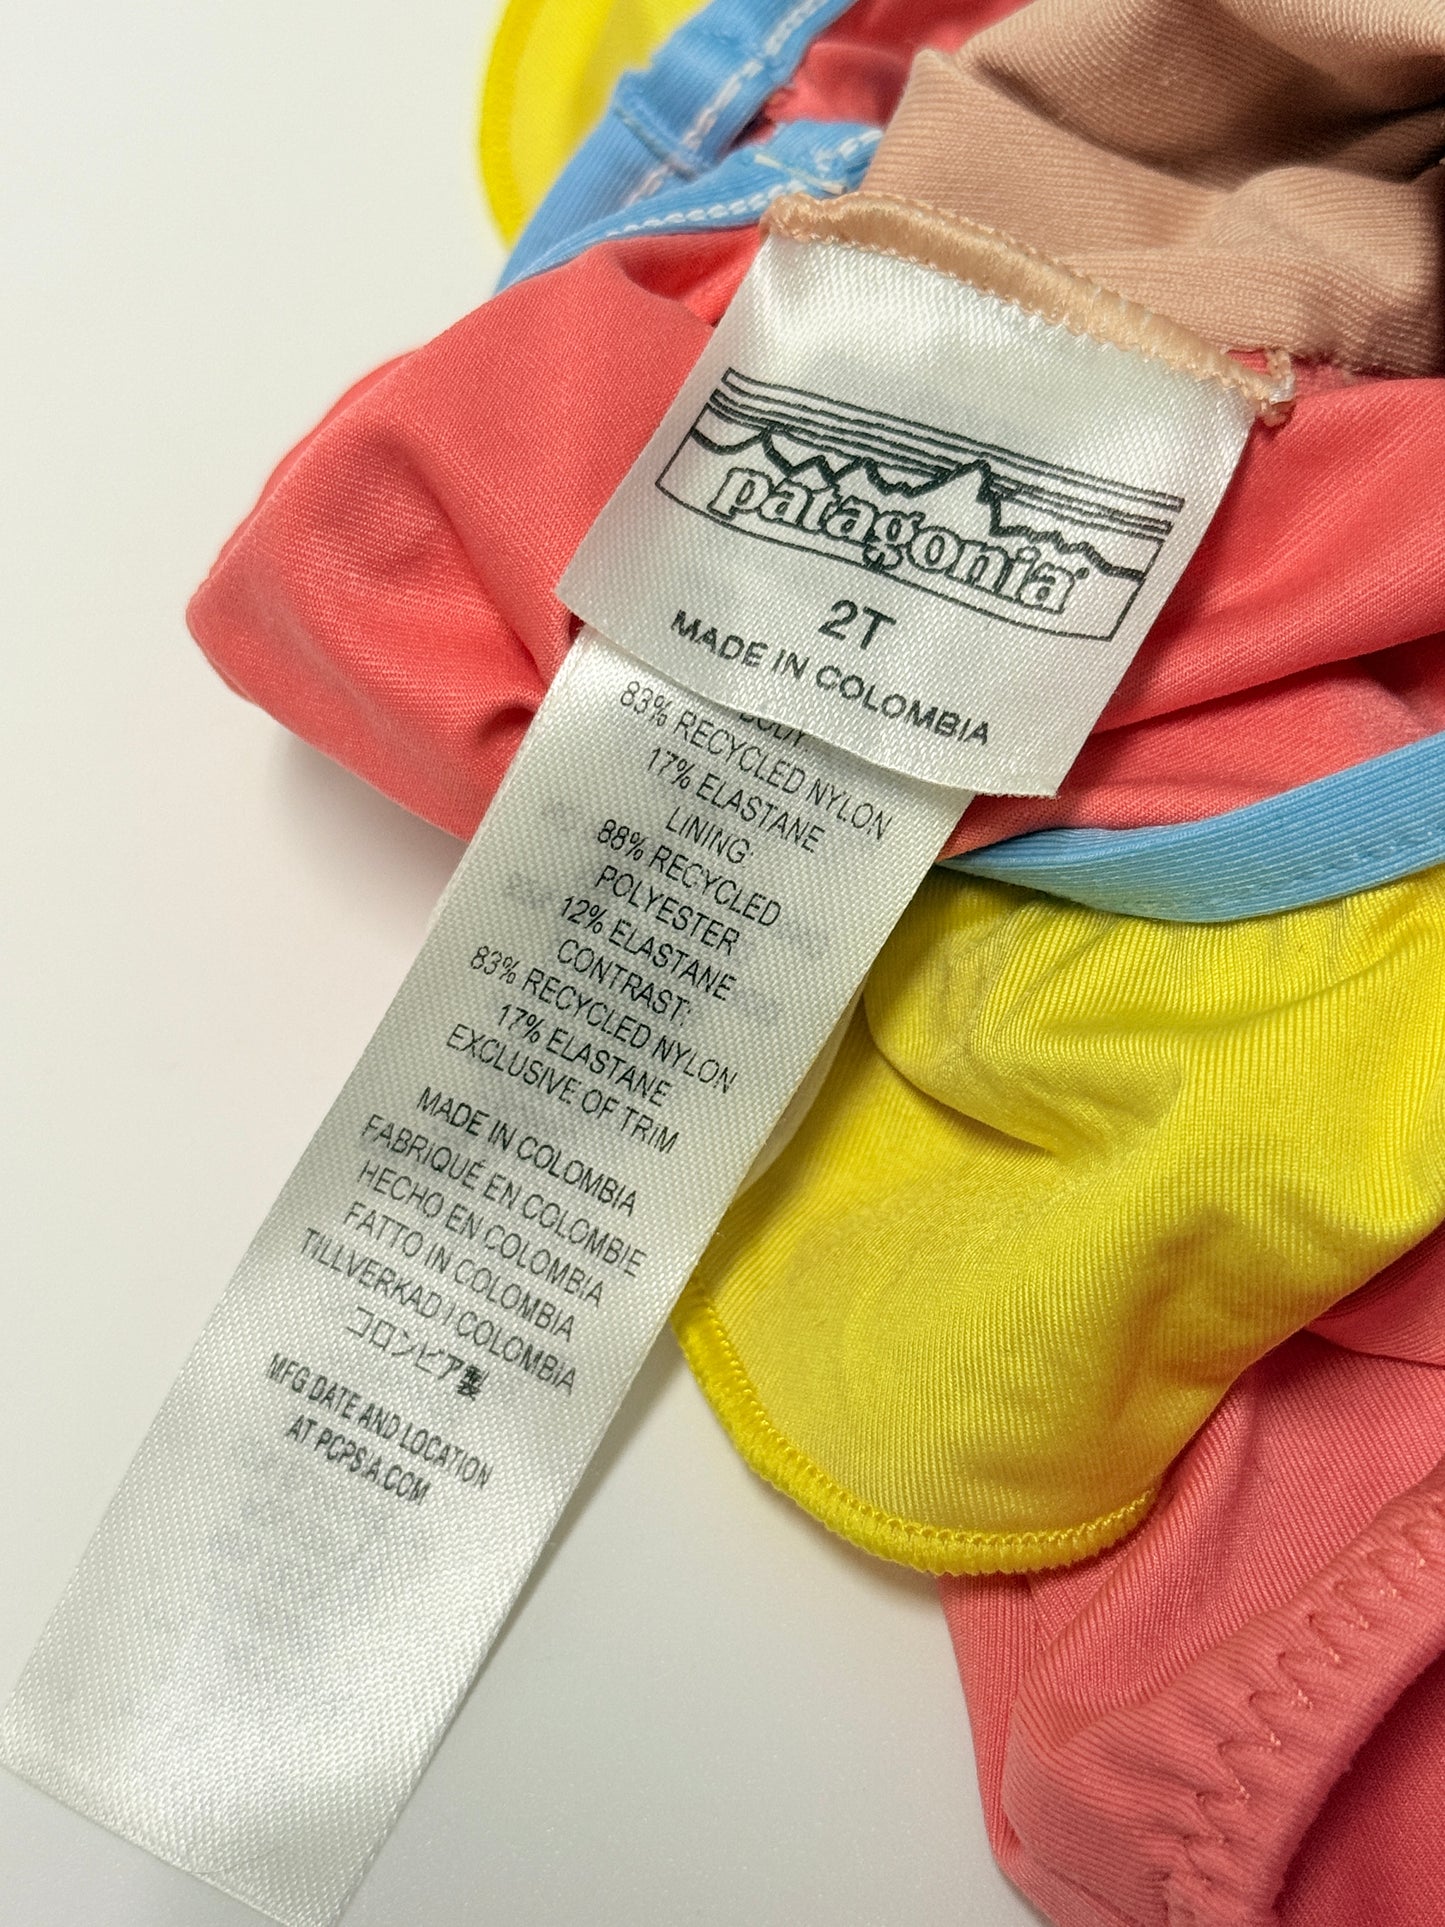 patagonia®
2T
MADE IN COLOMBIA
BODY:
83% RECYCLED NYLON
17% ELASTANE
LINING:
88% RECYCLED
POLYESTER
12% ELASTANE
CONTRAST:
83% RECYCLED NYLON
17% ELASTANE
EXCLUSIVE OF TRIM
MADE IN COLOMBIA
FABRIQUÉ EN COLOMBIE
HECHO EN COLOMBIA
FATTO IN COLOMBIA
TILLVERKAD I COLOMBIA
コロンビア製
MFG DATE AND LOCATION
AT PCPSIA.COM